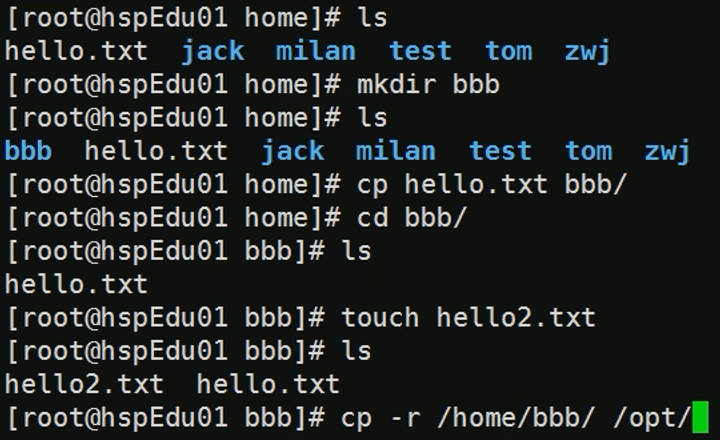 [root@hspEdu01 home]# ls
hello.txt  jack  milan  test  tom  zwj
[root@hspEdu01 home]# mkdir bbb
[root@hspEdu01 home]# ls
bbb  hello.txt  jack  milan  test  tom  zwj
[root@hspEdu01 home]# cp hello.txt bbb/
[root@hspEdu01 home]# cd bbb/
[root@hspEdu01 bbb]# ls
hello.txt
[root@hspEdu01 bbb]# touch hello2.txt
[root@hspEdu01 bbb]# ls
hello2.txt  hello.txt
[root@hspEdu01 bbb]# cp -r /home/bbb/ /opt/